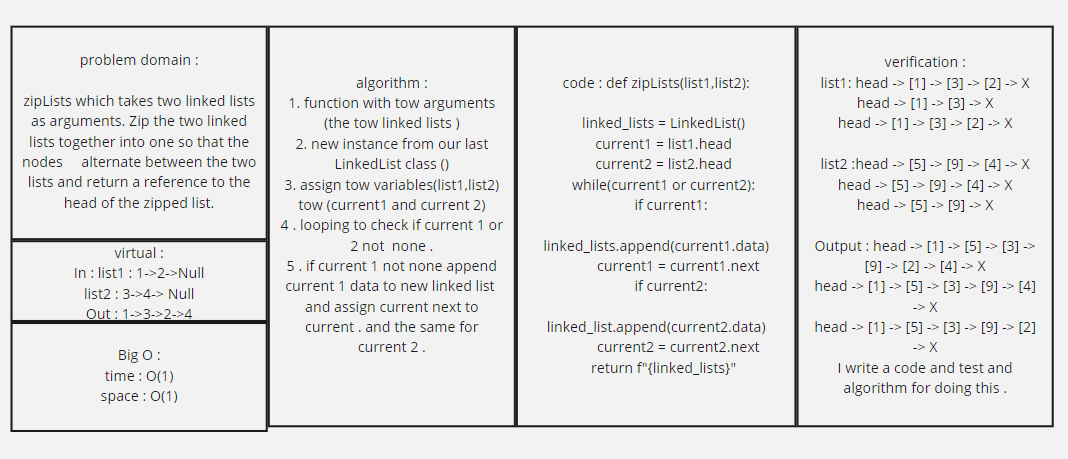 problem domain :
zipLists which takes two linked lists
as arguments. Zip the two linked
lists together into one so that the
nodes     alternate between the two
lists and return a reference to the
head of the zipped list.
virtual :
In : list1 : 1->2->Null
list2 : 3->4-> Null
Out : 1->3->2->4
Big O :
time : O(1)
space : O(1)
algorithm :
1. function with tow arguments
(the tow linked lists )
2. new instance from our last
LinkedList class ()
3. assign tow variables(list1,list2)
tow (current1 and current 2)
4 . looping to check if current 1 or
2 not  none .
5 . if current 1 not none append
current 1 data to new linked list
and assign current next to
current . and the same for
current 2 .
code : def zipLists(list1,list2):
linked_lists = LinkedList()
current1 = list1.head
current2 = list2.head
while(current1 or current2):
if current1:
linked_lists.append(current1.data)
current1 = current1.next
if current2:
linked_list.append(current2.data)
current2 = current2.next
return f"{linked_lists}"
verification :
list1: head -> [1] -> [3] -> [2] -> X
head -> [1] -> [3] -> X
head -> [1] -> [3] -> [2] -> X
list2 :head -> [5] -> [9] -> [4] -> X
head -> [5] -> [9] -> [4] -> X
head -> [5] -> [9] -> X
Output : head -> [1] -> [5] -> [3] ->
[9] -> [2] -> [4] -> X
head -> [1] -> [5] -> [3] -> [9] -> [4]
-> X
head -> [1] -> [5] -> [3] -> [9] -> [2]
-> X
I write a code and test and
algorithm for doing this .